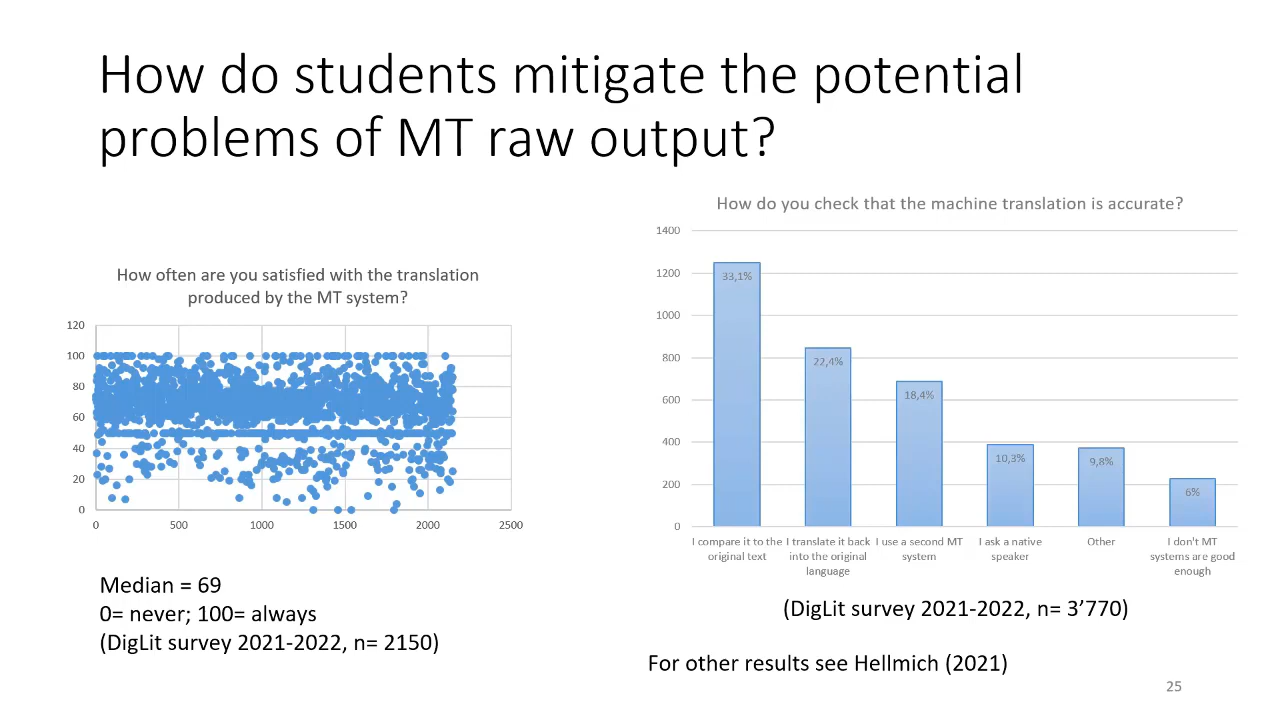 How do students mitigate the potential
problems of MT raw output?
How often are you satisfied with the translation
produced by the MT system?
120
100
80
60
40
20
0
0 500 1000 1500 2000 2500
Median = 69
0= never; 100= always
(DigLit survey 2021-2022, n= 2150)
How do you check that the machine translation is accurate?
1400
1200
1000
800
600
400
200
0
33,1%
22,4%
18,4%
10,3%
9,8%
6%
I compare it to the
original text
I translate it back
into the original
language
I use a second MT
system
I ask a native
speaker
Other
I don't MT
systems are good
enough
(DigLit survey 2021-2022, n= 3’770)
For other results see Hellmich (2021)
25